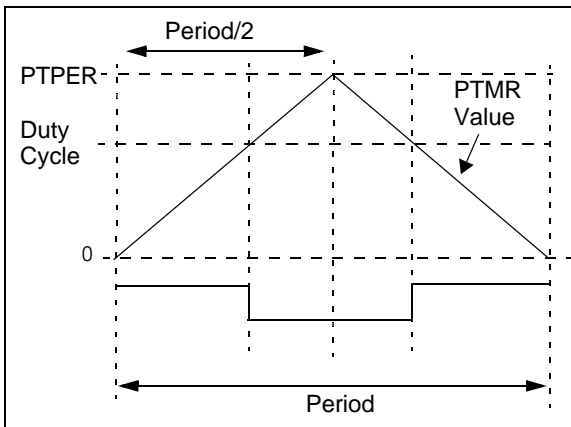 Period/2
PTPER
PTMR
Value
Duty
Cycle
0
Period